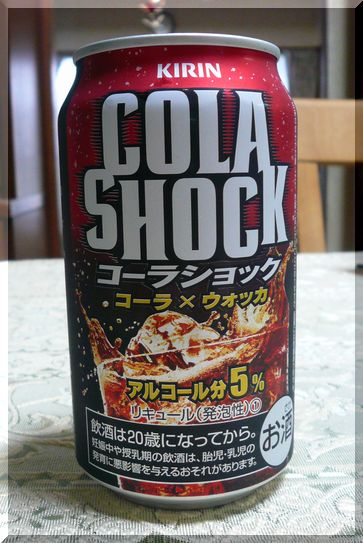 KIRIN
COLA
SHOCK
コーラショック
コーラ×ウォッカ
アルコール分5%
リキュール(発泡性)①
飲酒は20歳になってから。
妊娠中や授乳期の飲酒は、胎児・乳児の
発育に悪影響を与えるおそれがあります。
お酒